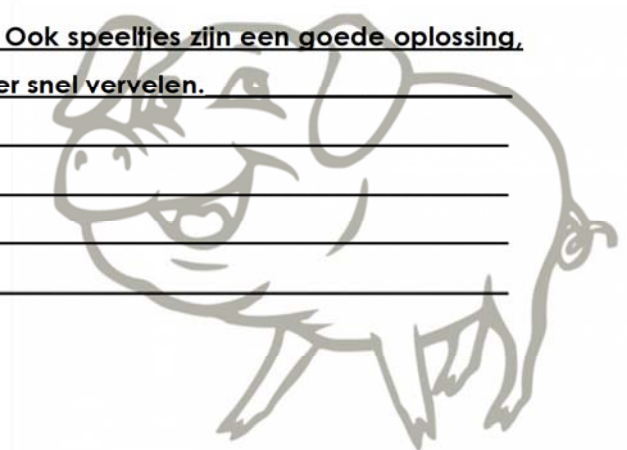 Ook speeltjes zijn een goede oplossing,
er snel vervelen.